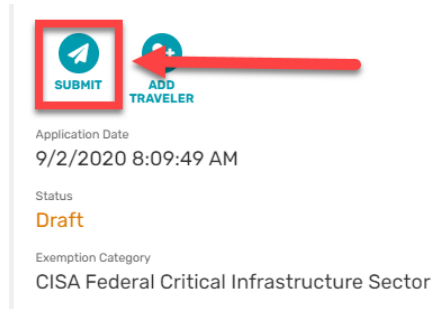 SUBMIT
ADD
TRAVELER
Application Date
9/2/2020 8:09:49 AM
Status
Draft
Exemption Category
CISA Federal Critical Infrastructure Sector